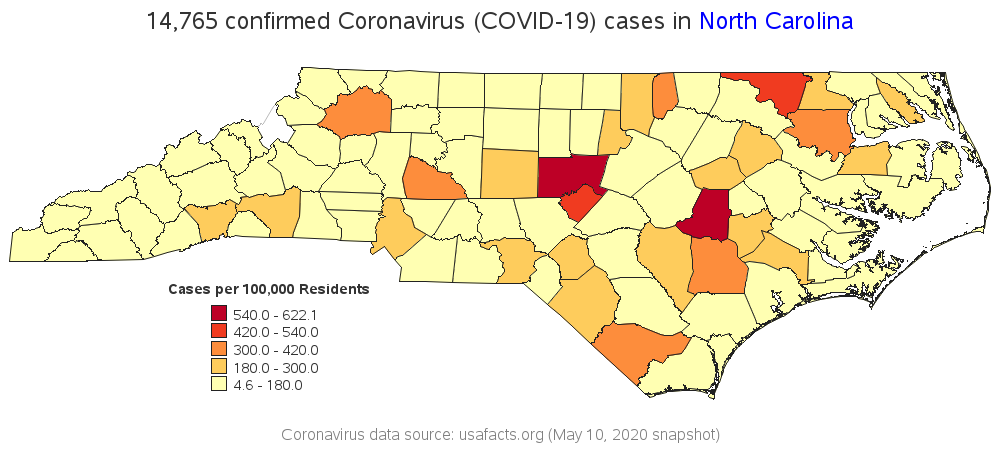 14,765 confirmed Coronavirus (COVID-19) cases in North Carolina
Cases per 100,000 Residents
540.0 - 622.1
420.0 - 540.0
300.0 - 420.0
180.0 - 300.0
4.6 - 180.0
Coronavirus data source: usafacts.org (May 10, 2020 snapshot)